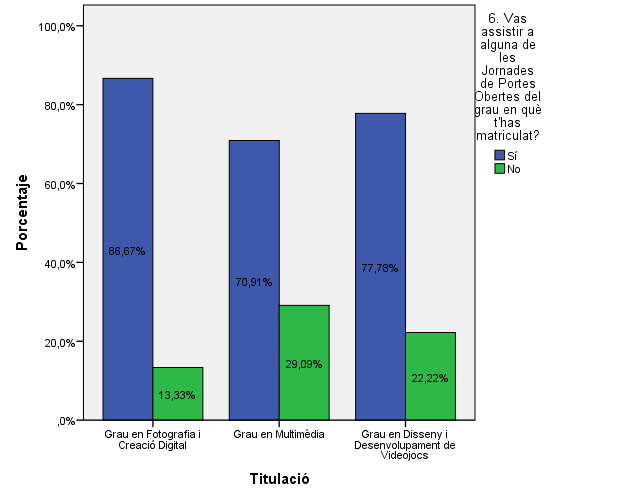 6. Vas
assistir a
alguna de
les
Jornades
de Portes
Obertes del
grau en què
t'has
matriculat?
Sí
No
Porcentaje
100,0%
80,0%
60,0%
40,0%
20,0%
,0%
86,67%
13,33%
70,91%
29,09%
77,78%
22,22%
Grau en Fotografia i
Creació Digital
Grau en Multimèdia
Grau en Disseny i
Desenvolupament de
Videojocs
Titulació